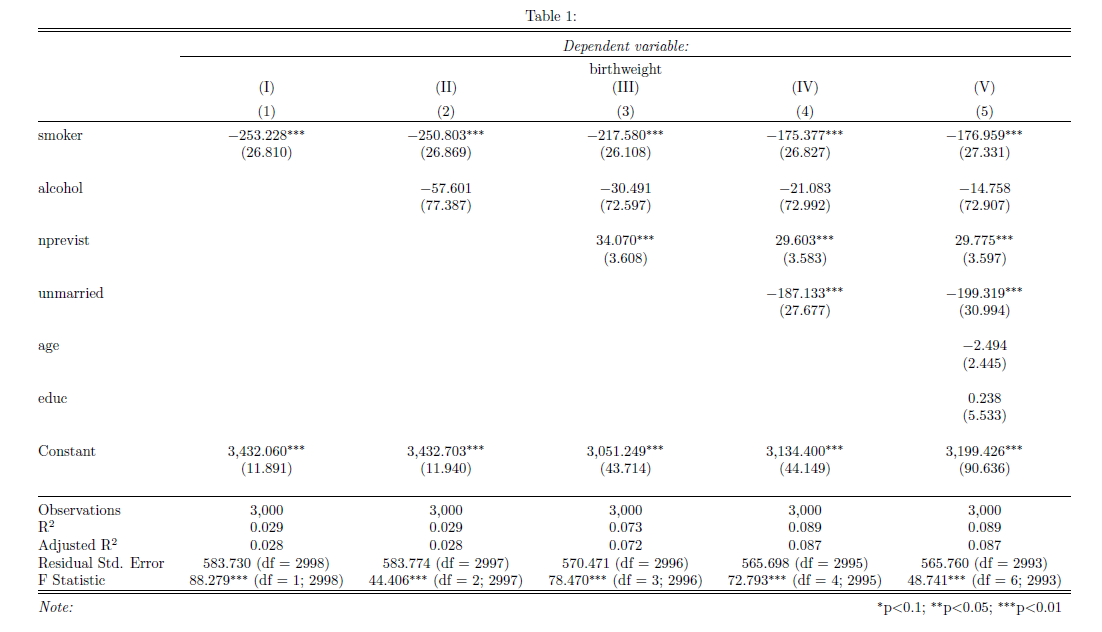 Table 1:
Dependent variable:
birthweight
(I) (II) (III) (IV) (V)
(1) (2) (3) (4) (5)
smoker −253.228*** −250.803*** −217.580*** −175.377*** −176.959***
(26.810) (26.869) (26.108) (26.827) (27.331)
alcohol −57.601 −30.491 −21.083 −14.758
(77.387) (72.597) (72.992) (72.907)
nprevist 34.070*** 29.603*** 29.775***
(3.608) (3.583) (3.597)
unmarried −187.133*** −199.319***
(27.677) (30.994)
age −2.494
(2.445)
educ 0.238
(5.533)
Constant 3,432.060*** 3,432.703*** 3,051.249*** 3,134.400*** 3,199.426***
(11.891) (11.940) (43.714) (44.149) (90.636)
Observations 3,000 3,000 3,000 3,000 3,000
R2 0.029 0.029 0.073 0.089 0.089
Adjusted R2 0.028 0.028 0.072 0.087 0.087
Residual Std. Error 583.730 (df = 2998) 583.774 (df = 2997) 570.471 (df = 2996) 565.698 (df = 2995) 565.760 (df = 2993)
F Statistic 88.279*** (df = 1; 2998) 44.406*** (df = 2; 2997) 78.470*** (df = 3; 2996) 72.793*** (df = 4; 2995) 48.741*** (df = 6; 2993)
Note: *p<0.1; **p<0.05; ***p<0.01